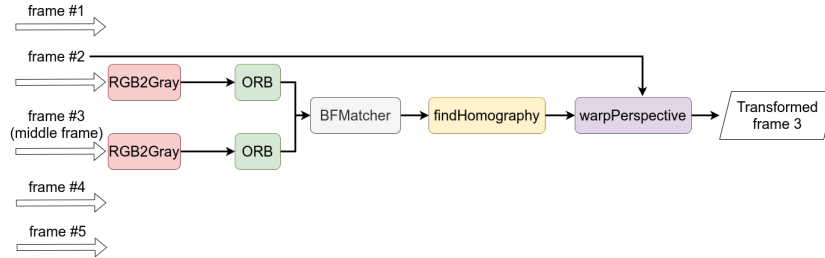 frame #1
frame #2
RGB2Gray
ORB
frame #3
(middle frame)
BFMatcher
findHomography
warpPerspective
Transformed
frame 3
RGB2Gray
ORB
frame #4
frame #5